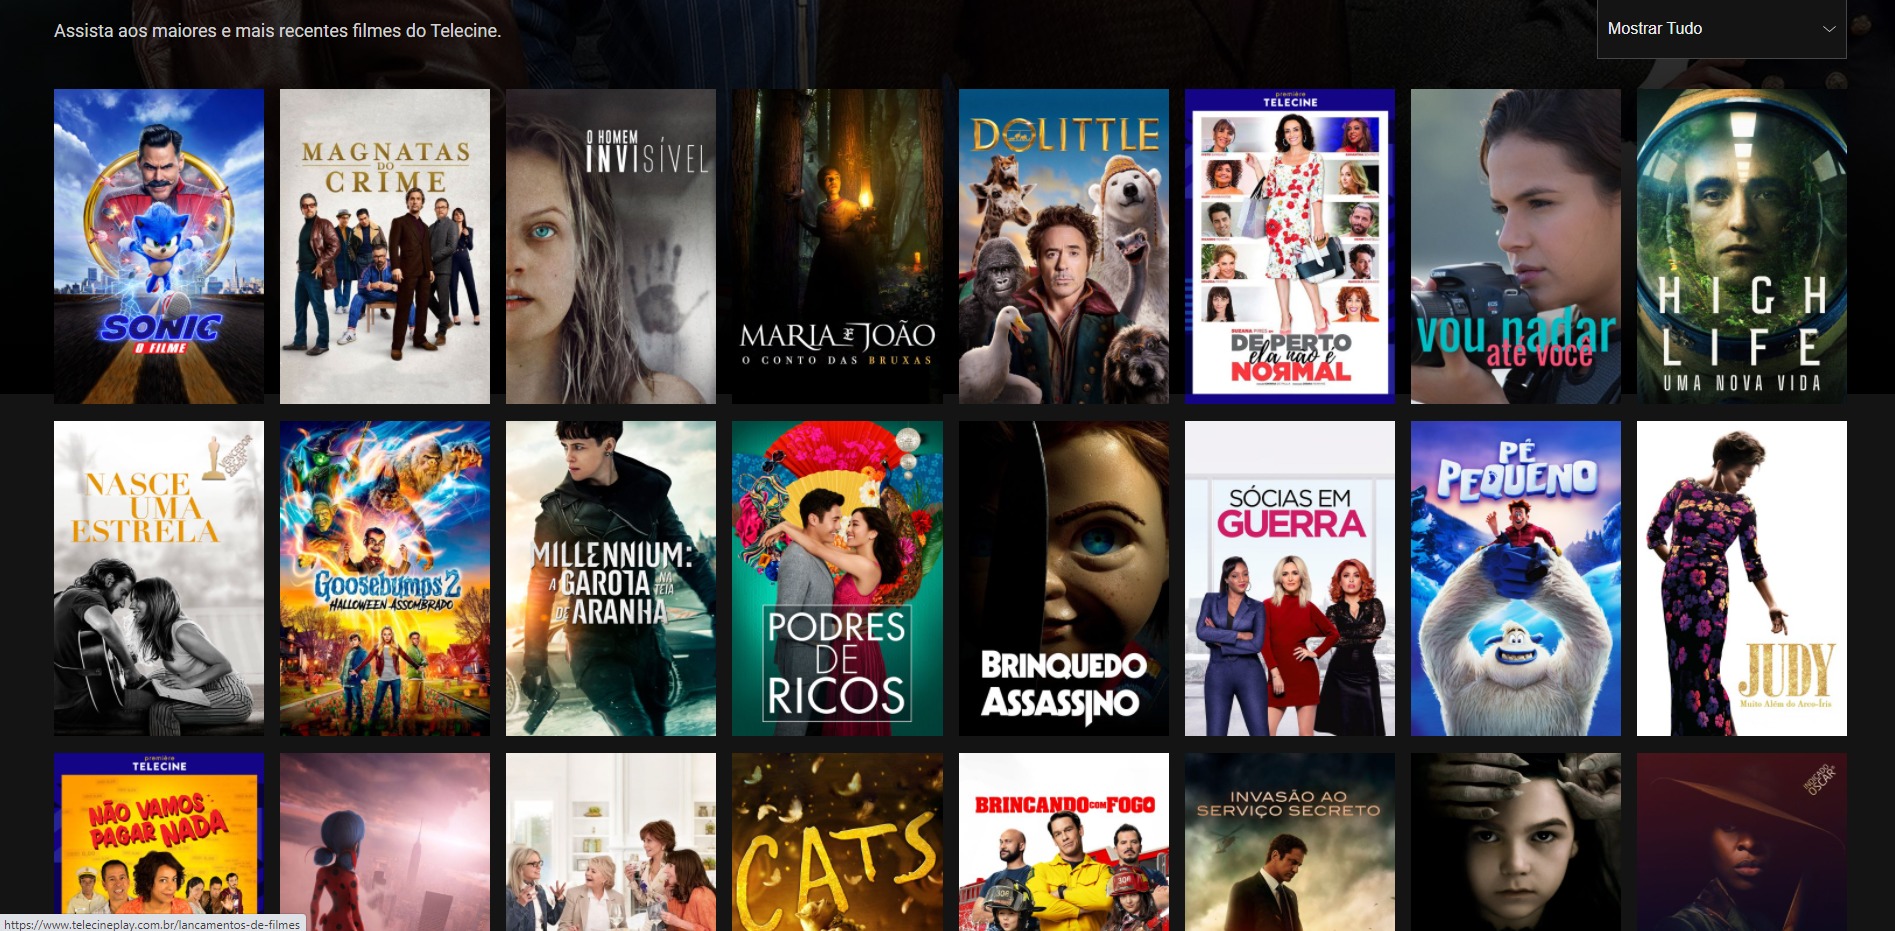 Assista aos maiores e mais recentes filmes do Telecine.
Mostrar Tudo
SONIC
O FILME
MAGNATAS
DO
CRIME
O HOMEM
INVISÍVEL
MARIA E JOÃO
O CONTO DAS BRUXAS
DOLITTLE
première
TELECINE
SUZANA PIRES
DE PERTO
ela não é
NORMAL
vou nadar
até você
HIGH
LIFE
UMA NOVA VIDA
NASCE
UMA
ESTRELA
Goosebumps 2
HALLOWEEN ASSOMBRADO
MILLENNIUM:
A GAROTA NA TEIA
DE ARANHA
PODRES
DE
RICOS
BRINQUEDO
ASSASSINO
SÓCIAS EM
GUERRA
PÉ
PEQUENO
JUDY
Muito Além do Arco-Íris
première
TELECINE
NÃO VAMOS
PAGAR NADA
CATS
BRINCANDO COM FOGO
INVASÃO AO
SERVIÇO SECRETO
INDICADO
OSCAR®
https://www.telecineplay.com.br/lancamentos-de-filmes